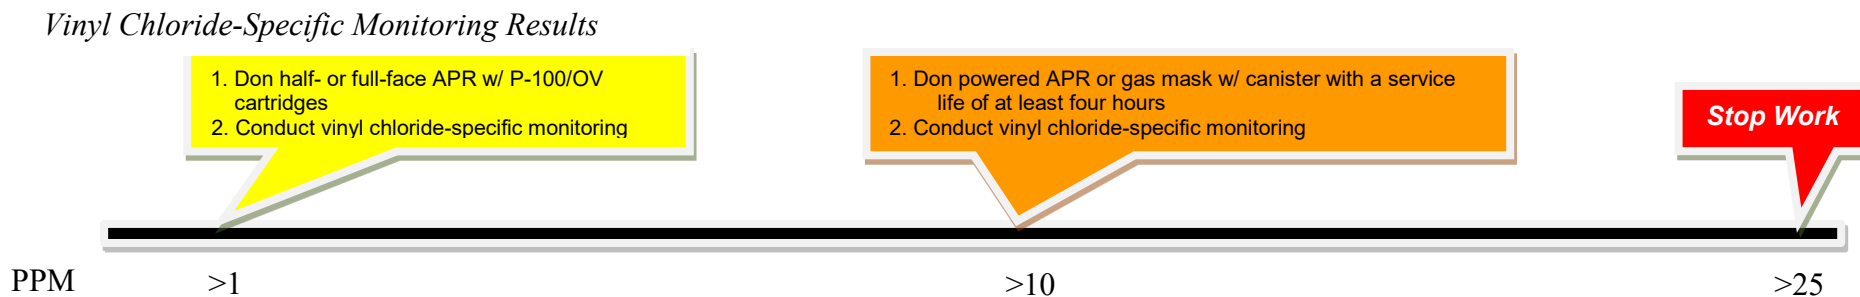 Vinyl Chloride-Specific Monitoring Results
1. Don half- or full-face APR w/ P-100/OV
cartridges
2. Conduct vinyl chloride-specific monitoring
1. Don powered APR or gas mask w/ canister with a service
life of at least four hours
2. Conduct vinyl chloride-specific monitoring
Stop Work
PPM >1 >10 >25